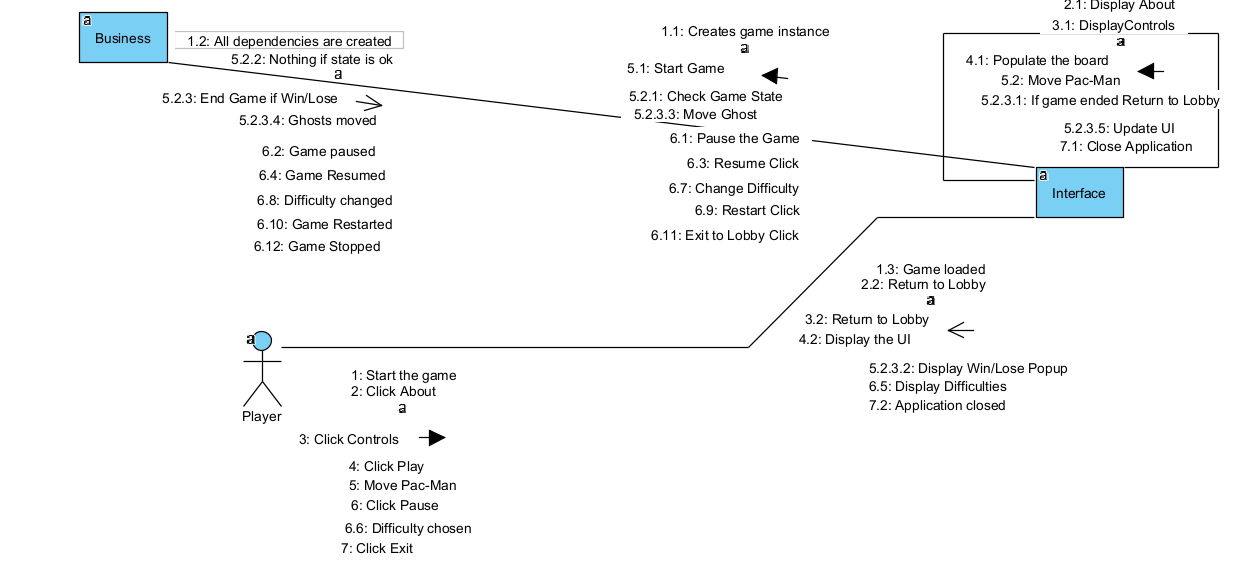 a
Business
1.2: All dependencies are created
5.2.2: Nothing if state is ok
a
5.2.3: End Game if Win/Lose
5.2.3.4: Ghosts moved
6.2: Game paused
6.4: Game Resumed
6.8: Difficulty changed
6.10: Game Restarted
6.12: Game Stopped
1.1: Creates game instance
a
5.1: Start Game
5.2.1: Check Game State
5.2.3.3: Move Ghost
6.1: Pause the Game
6.3: Resume Click
6.7: Change Difficulty
6.9: Restart Click
6.11: Exit to Lobby Click
2.1: Display About
3.1: DisplayControls
a
4.1: Populate the board
5.2: Move Pac-Man
5.2.3.1: If game ended Return to Lobby
5.2.3.5: Update UI
7.1: Close Application
a
Interface
1.3: Game loaded
2.2: Return to Lobby
a
3.2: Return to Lobby
4.2: Display the UI
5.2.3.2: Display Win/Lose Popup
6.5: Display Difficulties
7.2: Application closed
a
Player
1: Start the game
2: Click About
a
3: Click Controls
4: Click Play
5: Move Pac-Man
6: Click Pause
6.6: Difficulty chosen
7: Click Exit